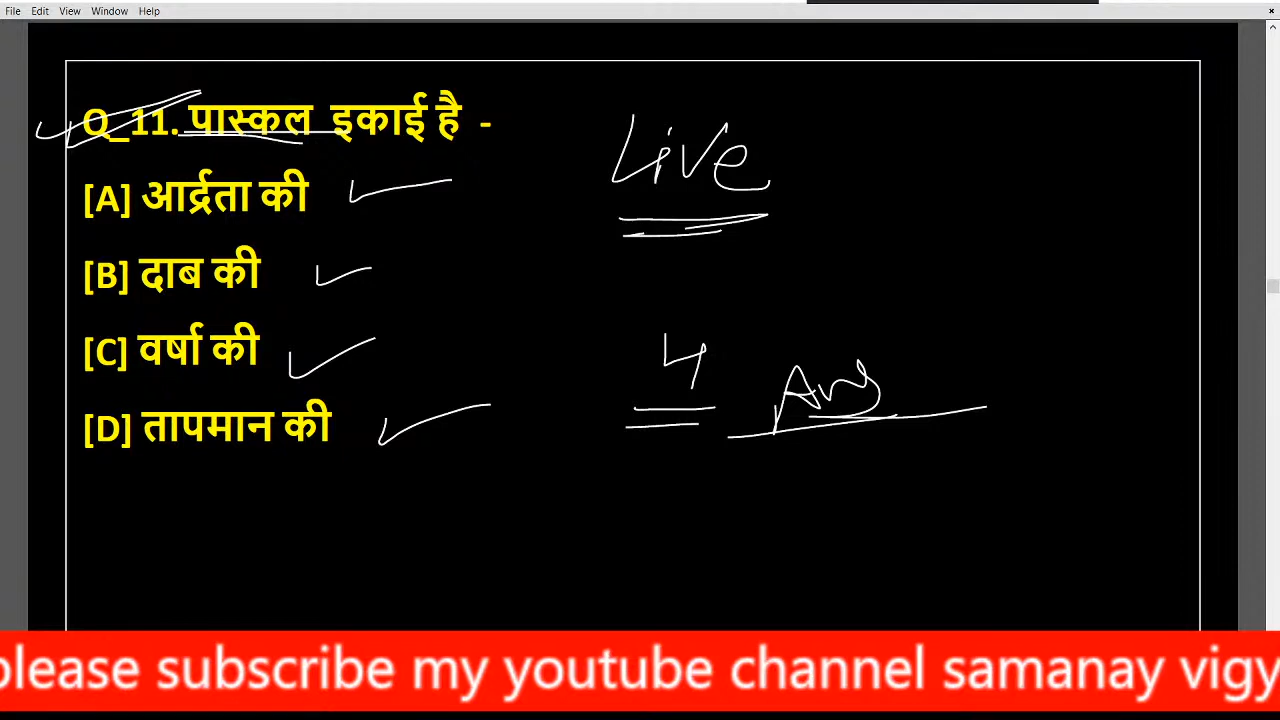 File Edit View Window Help
Q_11. पास्कल इकाई है -
Live
[A] आर्द्रता की
[B] दाब की
[C] वर्षा की
4 Ans
[D] तापमान की
please subscribe my youtube channel samanay vigy